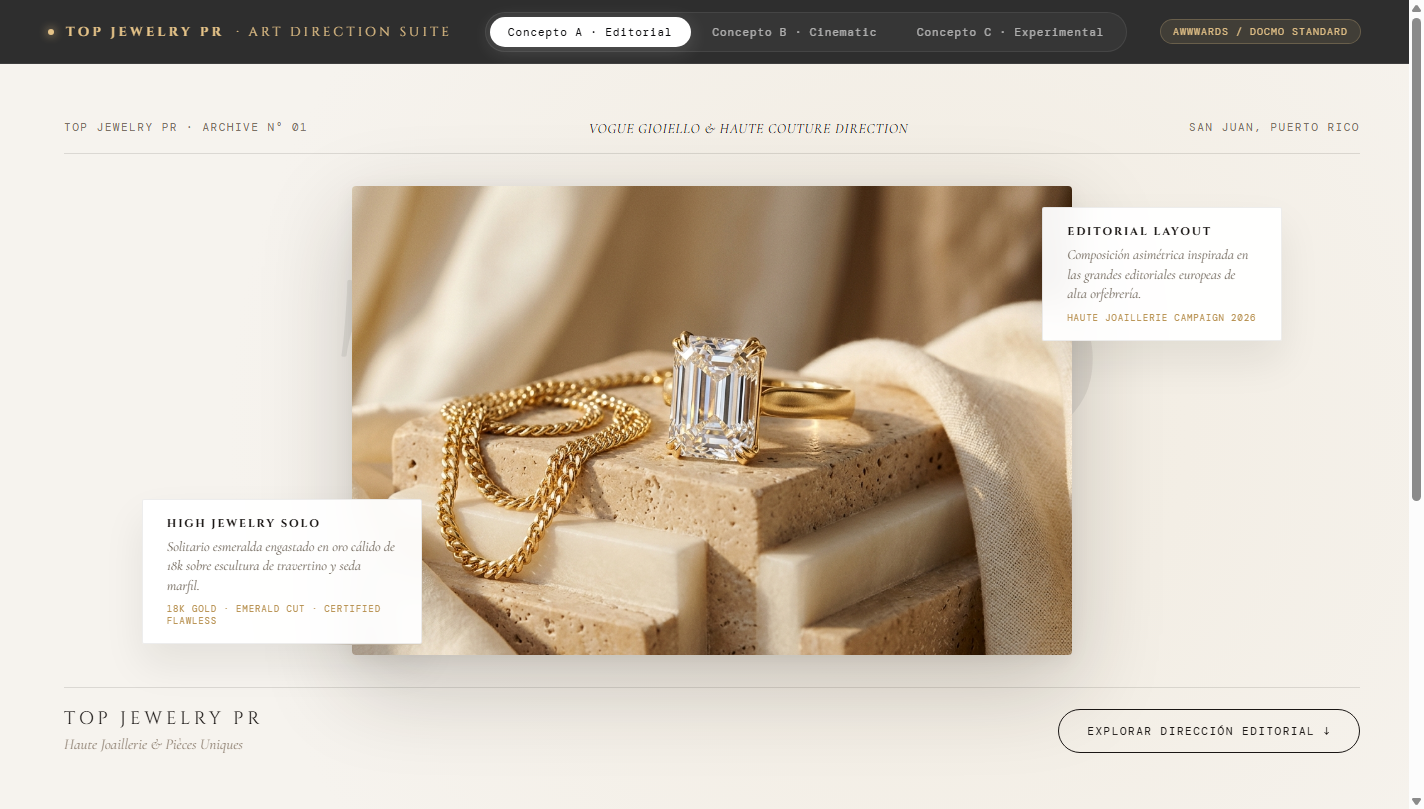 TOP JEWELRY PR · ART DIRECTION SUITE
Concepto A · Editorial
Concepto B · Cinematic
Concepto C · Experimental
AWWWARDS / DOCMO STANDARD
TOP JEWELRY PR · ARCHIVE N° 01
VOGUE GIOIELLO & HAUTE COUTURE DIRECTION
SAN JUAN, PUERTO RICO
EDITORIAL LAYOUT
Composición asimétrica inspirada en
las grandes editoriales europeas de
alta orfebrería.
HAUTE JOAILLERIE CAMPAIGN 2026
HIGH JEWELRY SOLO
Solitario esmeralda engastado en oro cálido de
18k sobre escultura de travertino y seda
marfil.
18K GOLD · EMERALD CUT · CERTIFIED
FLAWLESS
TOP JEWELRY PR
Haute Joaillerie & Pièces Uniques
EXPLORAR DIRECCIÓN EDITORIAL ↓